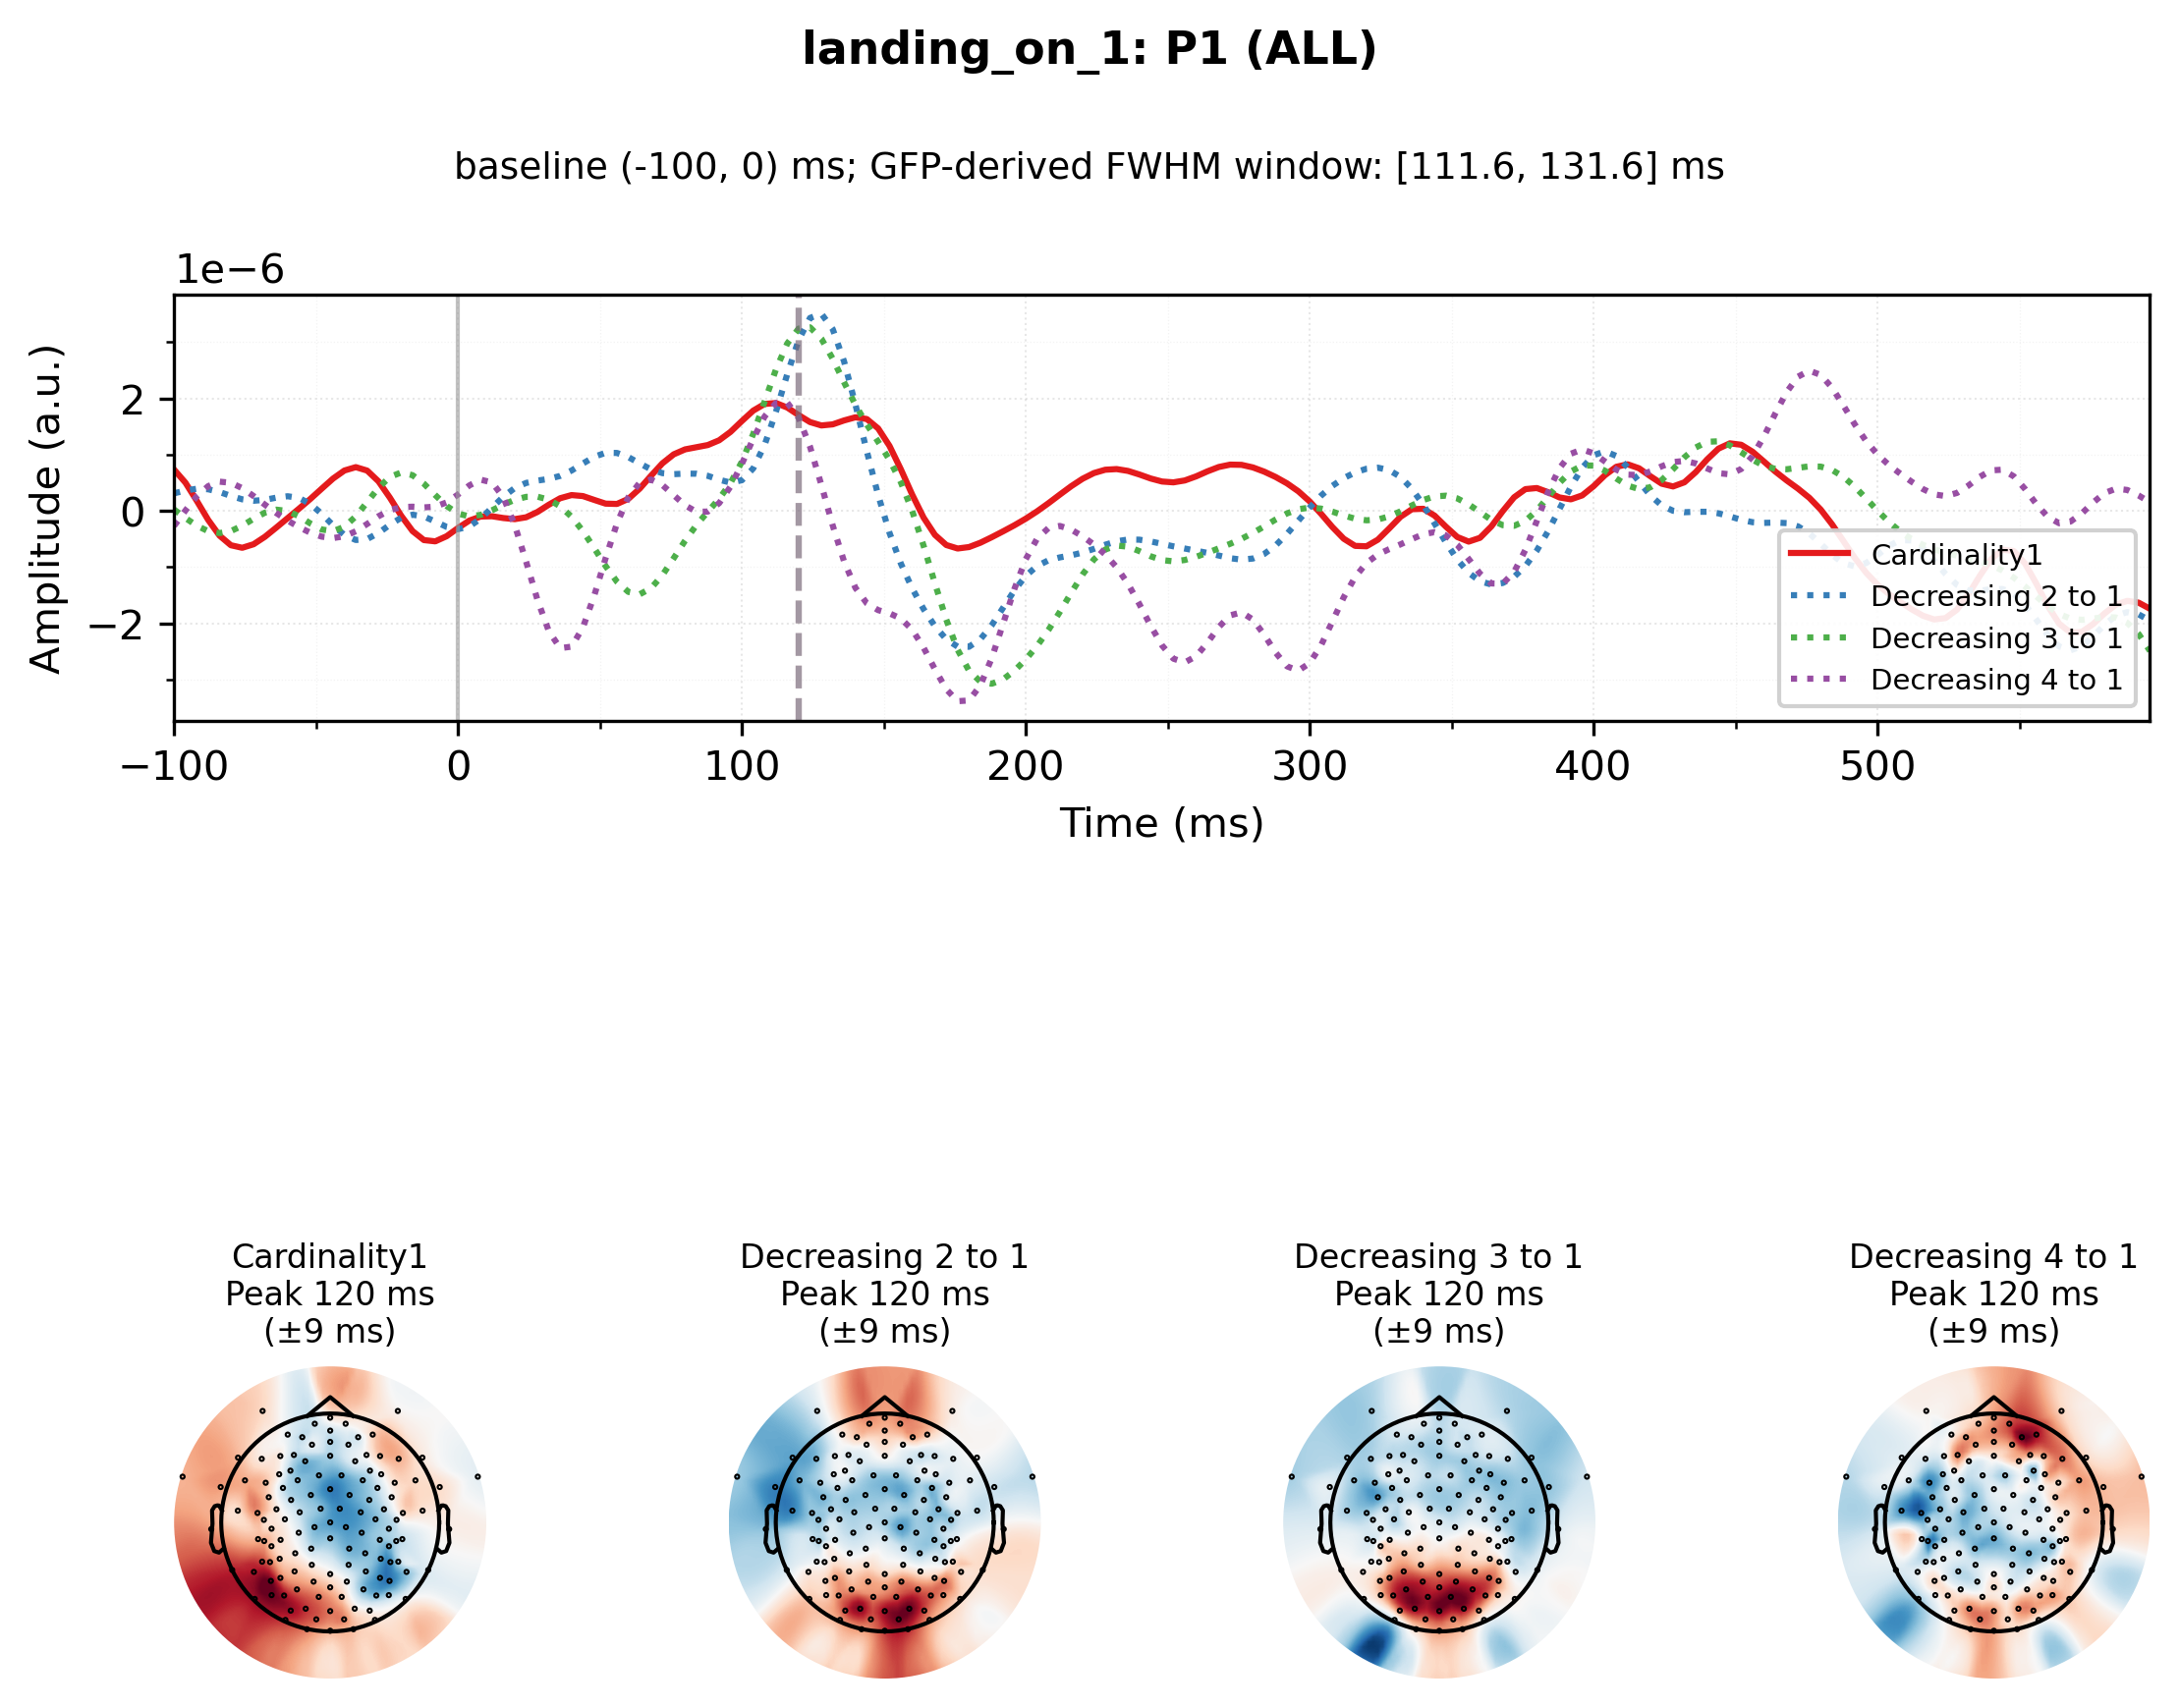 landing_on_1: P1 (ALL)
baseline (-100, 0) ms; GFP-derived FWHM window: [111.6, 131.6] ms
1e−6
Amplitude (a.u.)
2
0
−2
Cardinality1
Decreasing 2 to 1
Decreasing 3 to 1
Decreasing 4 to 1
−100 0 100 200 300 400 500
Time (ms)
Cardinality1
Peak 120 ms
(±9 ms)
Decreasing 2 to 1
Peak 120 ms
(±9 ms)
Decreasing 3 to 1
Peak 120 ms
(±9 ms)
Decreasing 4 to 1
Peak 120 ms
(±9 ms)